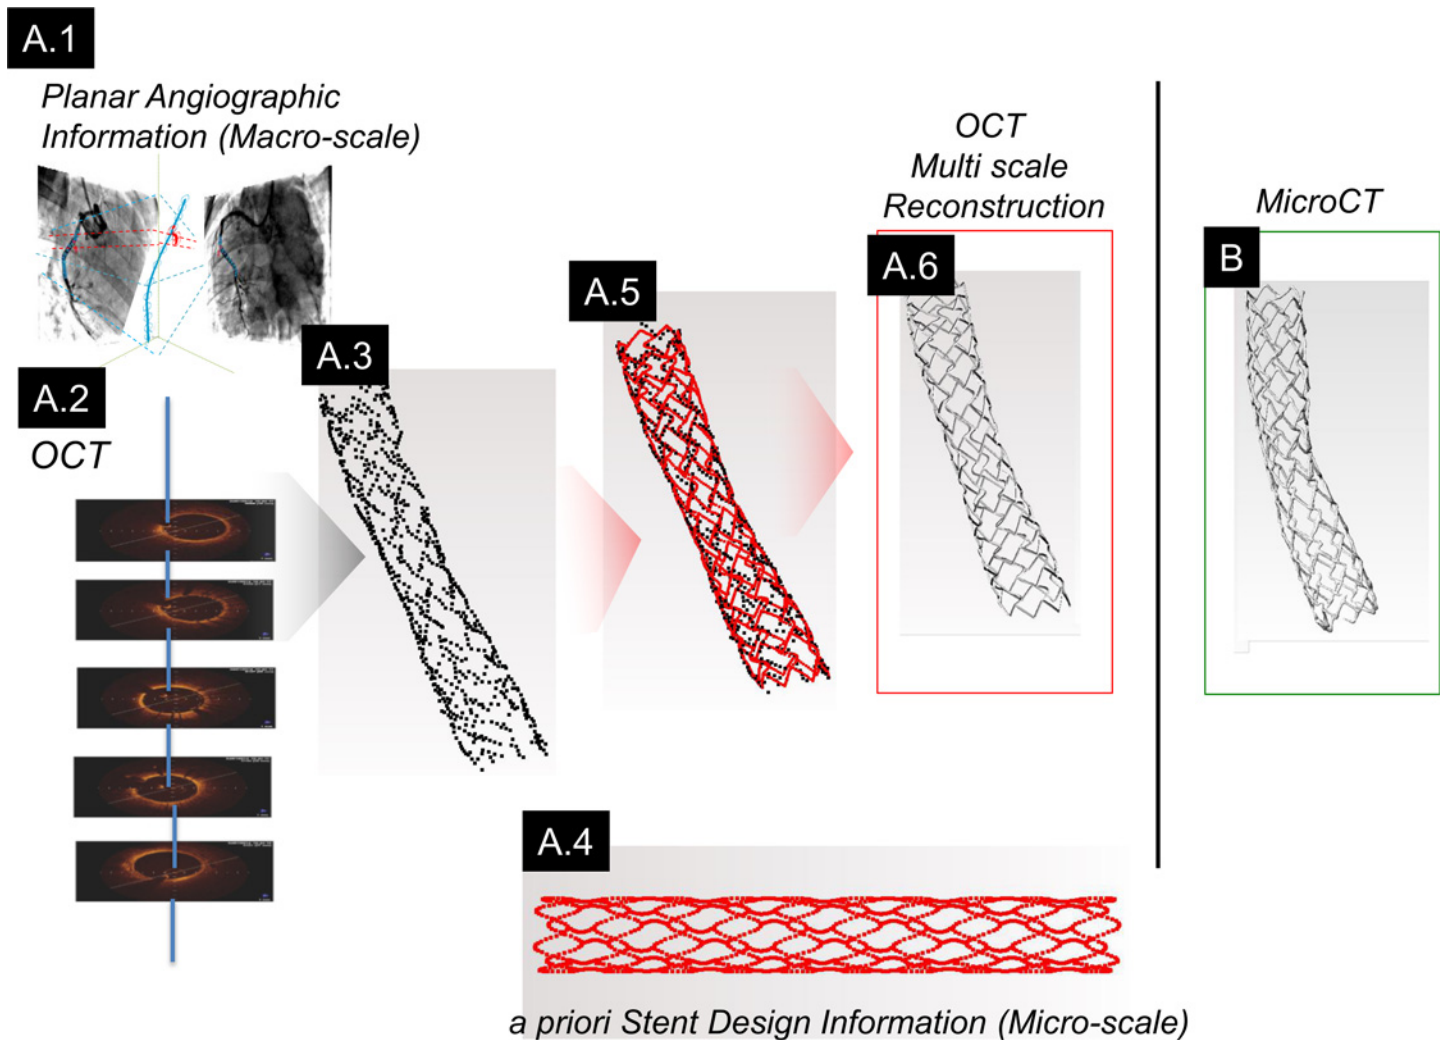 A.1
Planar Angiographic
Information (Macro-scale)
A.2
OCT
A.3
A.5
OCT
Multi scale
Reconstruction
A.6
MicroCT
B
A.4
a priori Stent Design Information (Micro-scale)